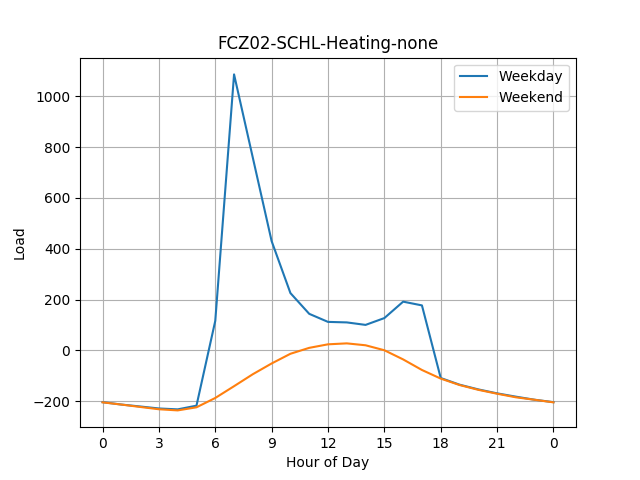 FCZ02-SCHL-Heating-none
Weekday
Weekend
1000
800
600
400
200
0
−200
Load
0 3 6 9 12 15 18 21 0
Hour of Day